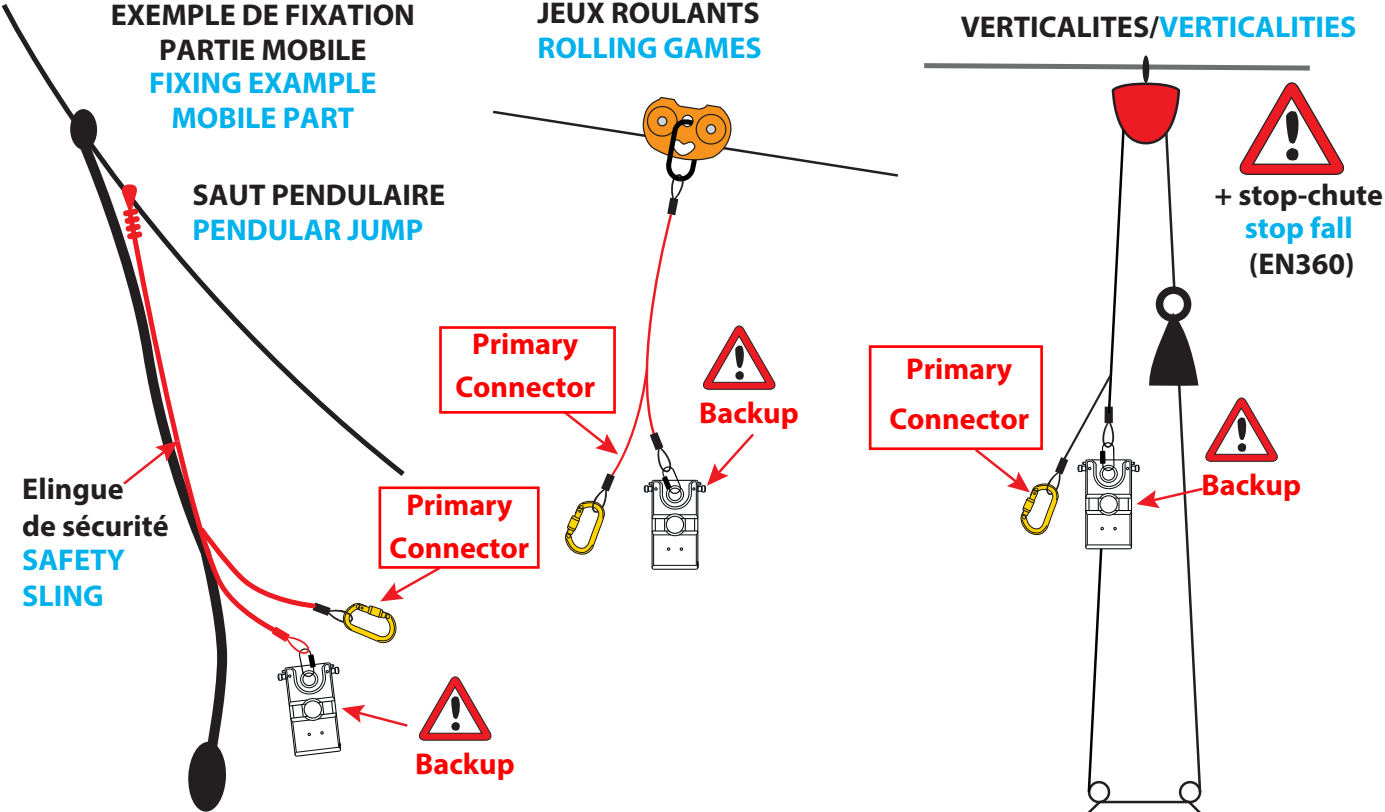 EXEMPLE DE FIXATION
PARTIE MOBILE
FIXING EXAMPLE
MOBILE PART
SAUT PENDULAIRE
PENDULAR JUMP
Elingue
de sécurité
SAFETY
SLING
Primary
Connector
Backup
JEUX ROULANTS
ROLLING GAMES
Primary
Connector
Backup
VERTICALITES/VERTICALITIES
+ stop-chute
stop fall
(EN360)
Primary
Connector
Backup